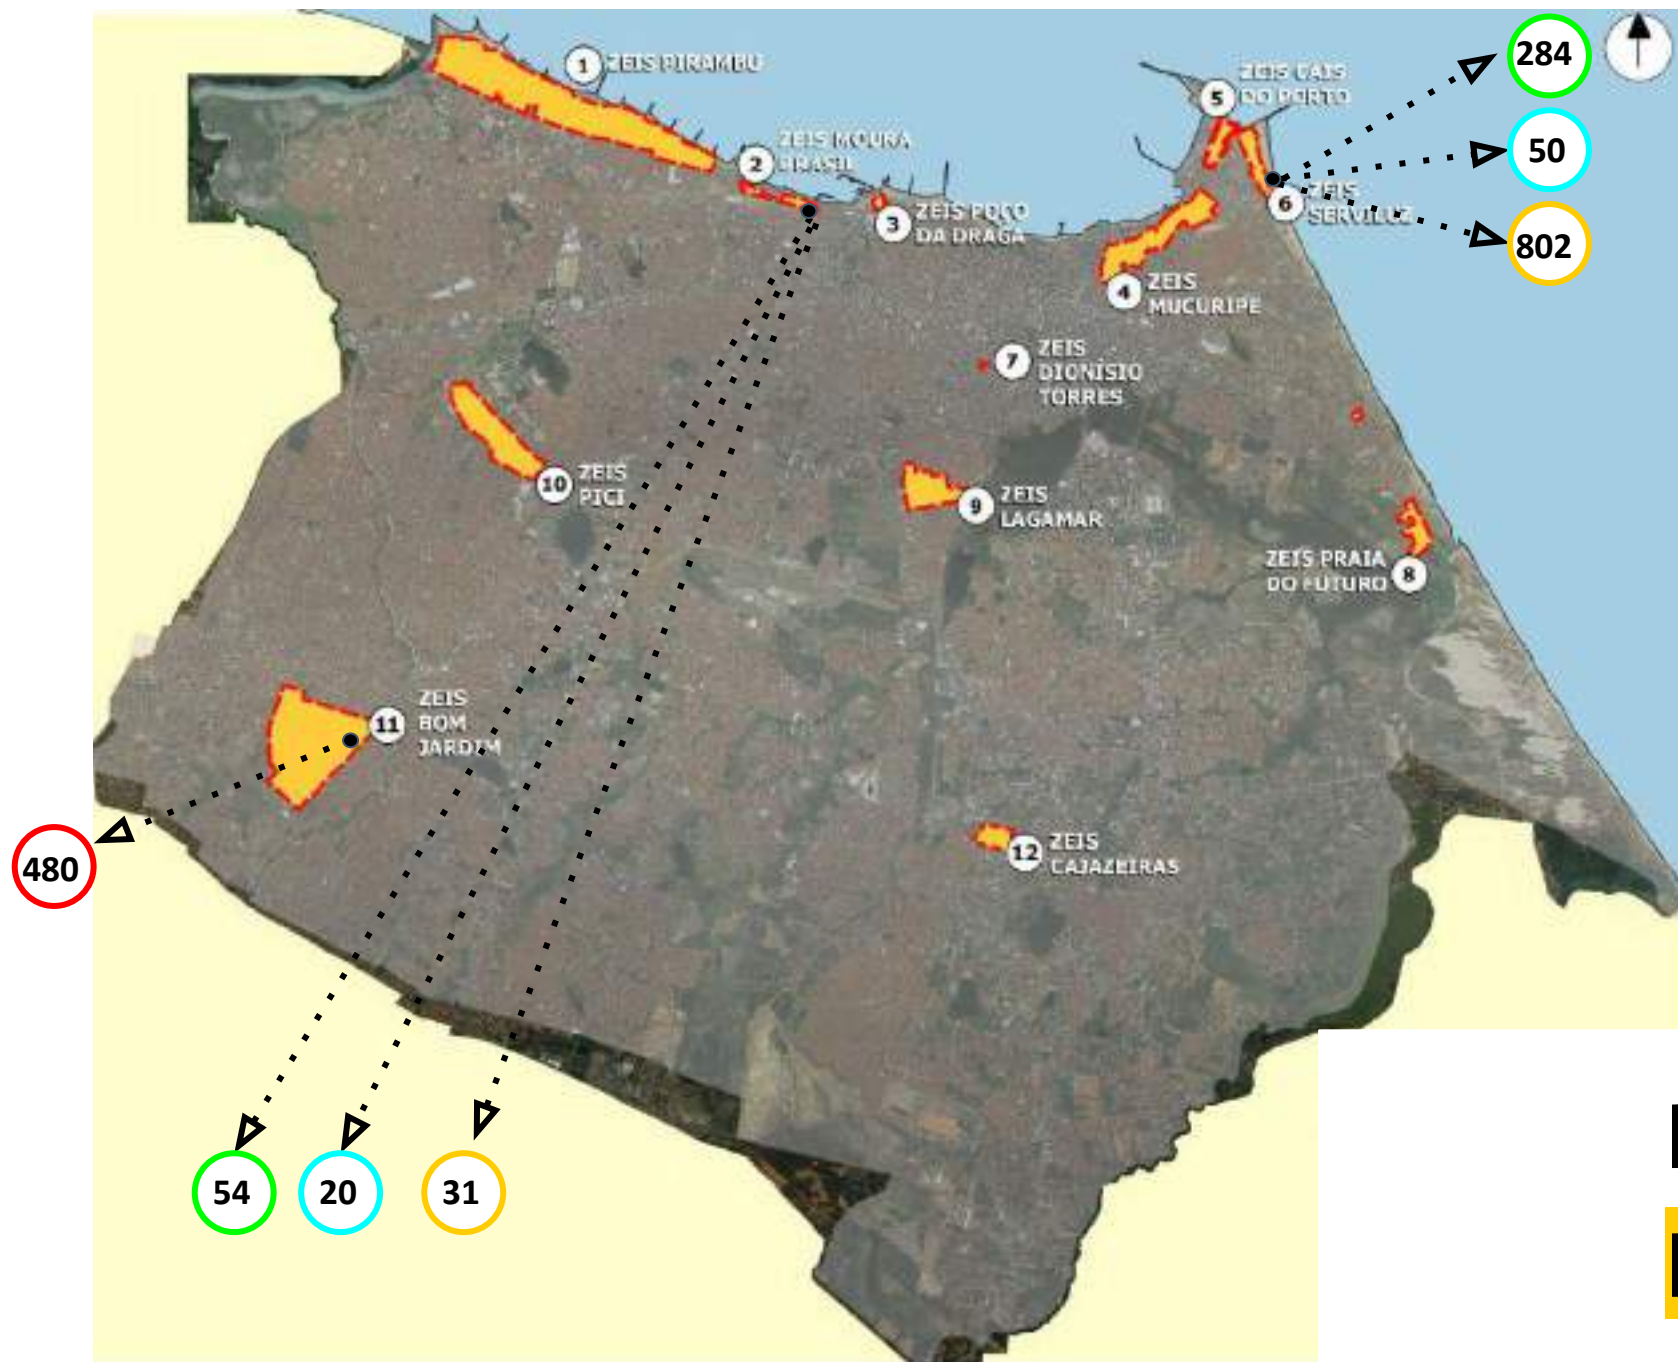 284
50
802
1 ZEIS PIRAMBU
2 ZEIS MOURA
BRASIL
3 ZEIS POÇO
DA DRAGA
5 ZEIS CAIS
DO PORTO
6 ZEIS
SERVILUZ
4 ZEIS
MUCURIPE
7 ZEIS
DIONÍSIO
TORRES
10 ZEIS
PICI
9 ZEIS
LAGAMAR
ZEIS PRAIA
DO FUTURO 8
11 ZEIS
BOM
JARDIM
12 ZEIS
CAJAZEIRAS
480
54
20
31